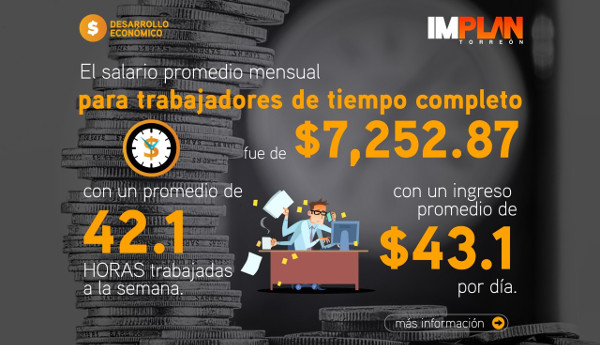 DESARROLLO
ECONÓMICO
IMPLAN
TORREÓN
El salario promedio mensual
para trabajadores de tiempo completo
fue de $7,252.87
con un promedio de
42.1
HORAS trabajadas
a la semana.
con un ingreso
promedio de
$43.1
por día.
más información